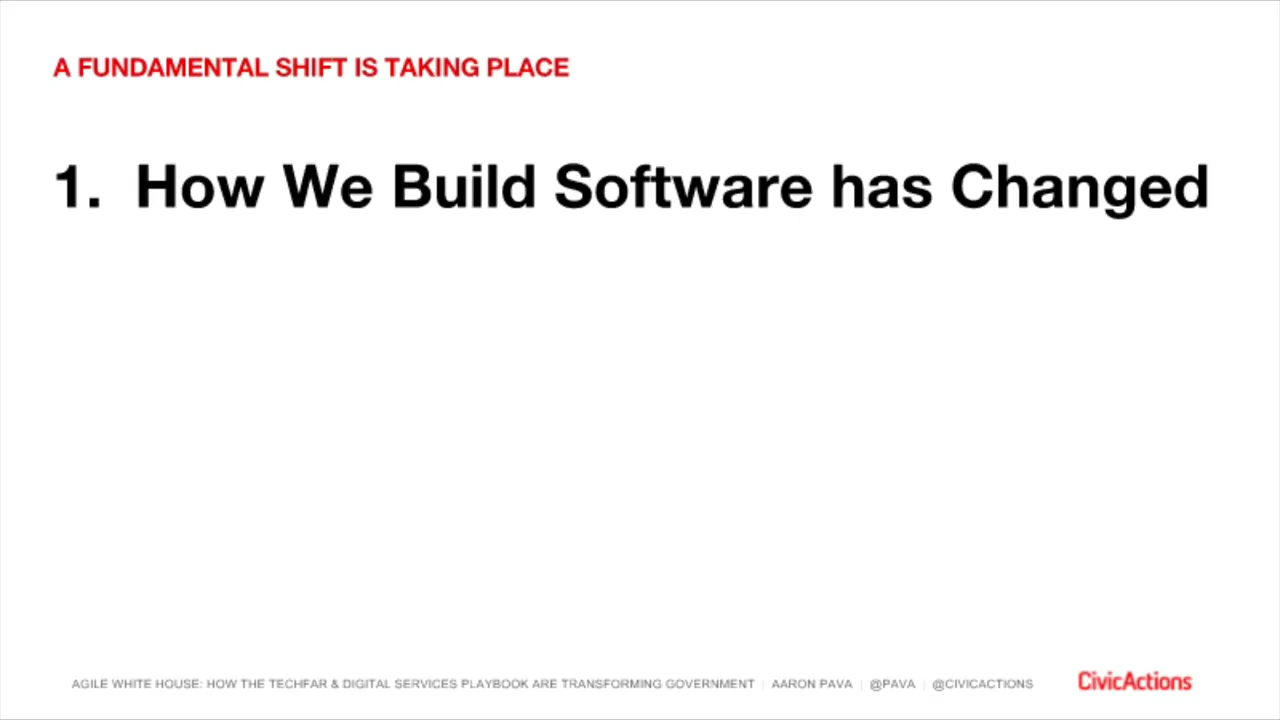 A FUNDAMENTAL SHIFT IS TAKING PLACE
1. How We Build Software has Changed
AGILE WHITE HOUSE: HOW THE TECHFAR & DIGITAL SERVICES PLAYBOOK ARE TRANSFORMING GOVERNMENT | AARON PAVA | @PAVA | @CIVICACTIONS
CivicActions